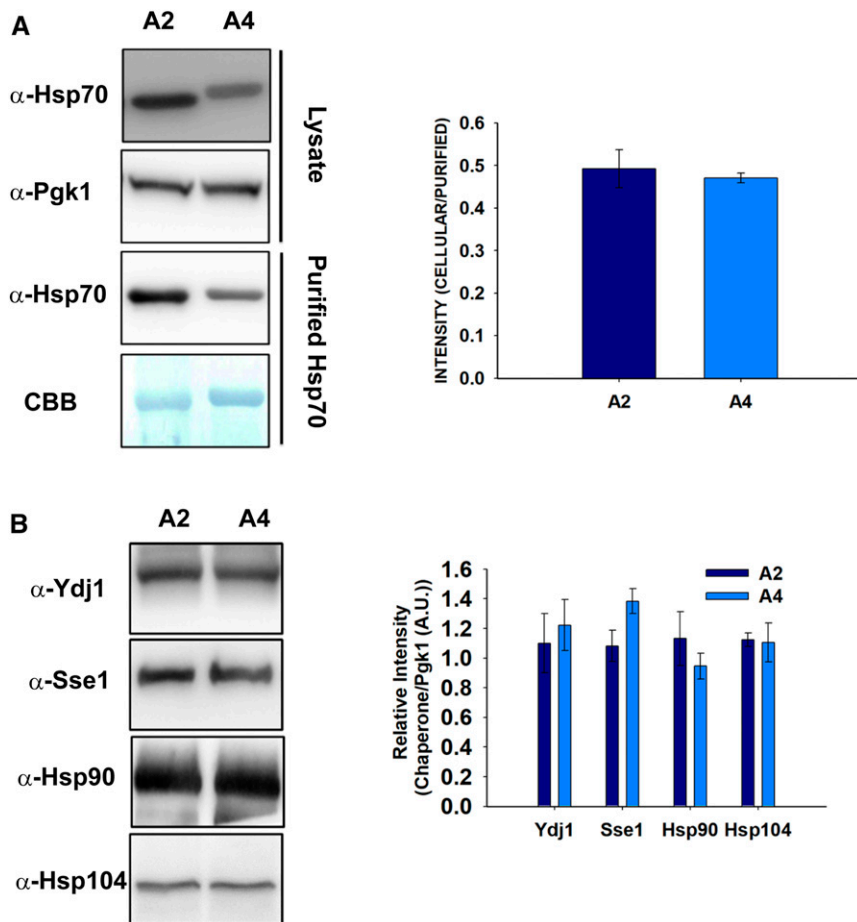 A
A2 A4
α-Hsp70
α-Pgk1
α-Hsp70
CBB
Lysate
Purified Hsp70
INTENSITY (CELLULAR/PURIFIED)
0.6
0.5
0.4
0.3
0.2
0.1
0.0
A2 A4
B
A2 A4
α-Ydj1
α-Sse1
α-Hsp90
α-Hsp104
Relative Intensity
(Chaperone/Pgk1 (A.U.))
1.6
1.4
1.2
1.0
0.8
0.6
0.4
0.2
0.0
A2
A4
Ydj1 Sse1 Hsp90 Hsp104